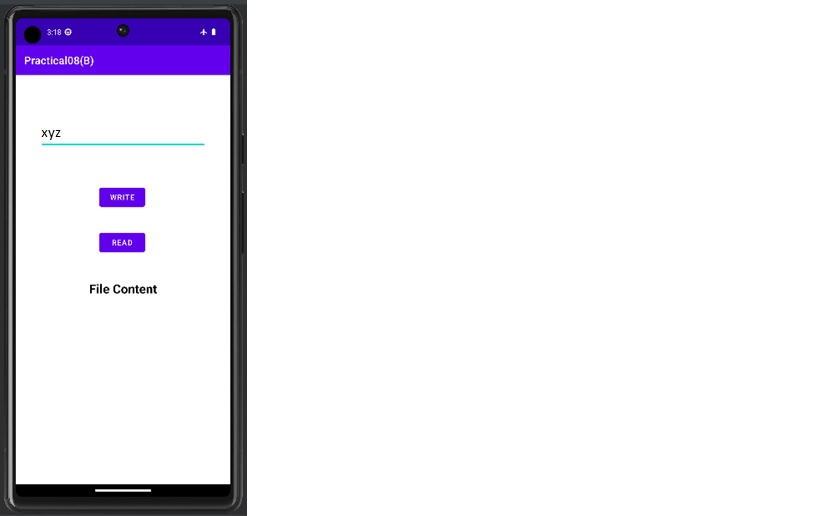 3:18
Practical08(B)
xyz
WRITE
READ
File Content